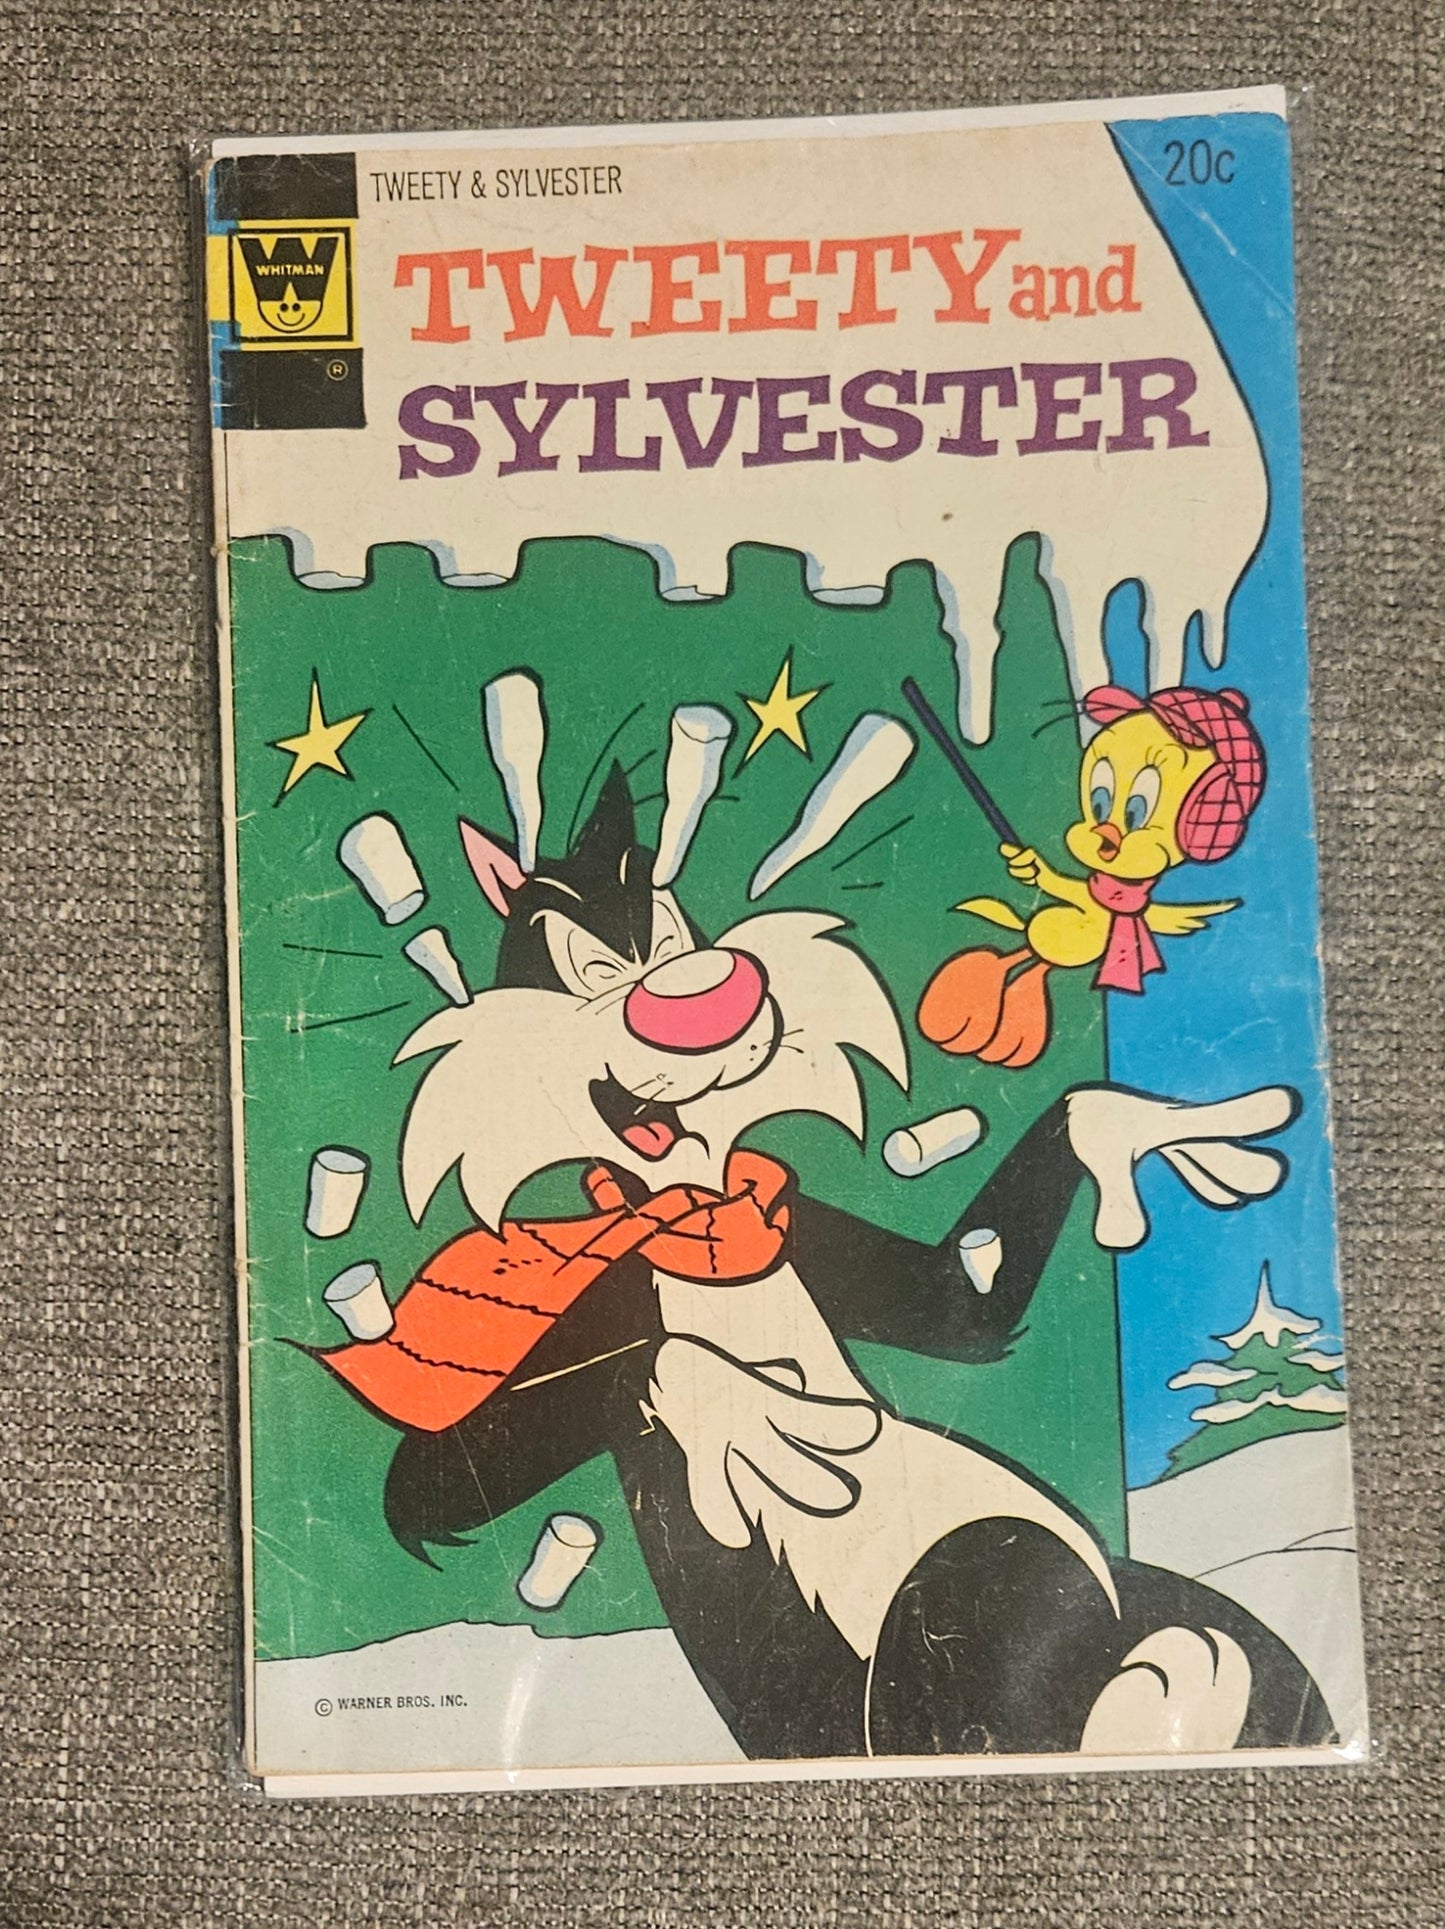 TWEETY & SYLVESTER
20c
WHITMAN
®
TWEETY and
SYLVESTER
© WARNER BROS. INC.